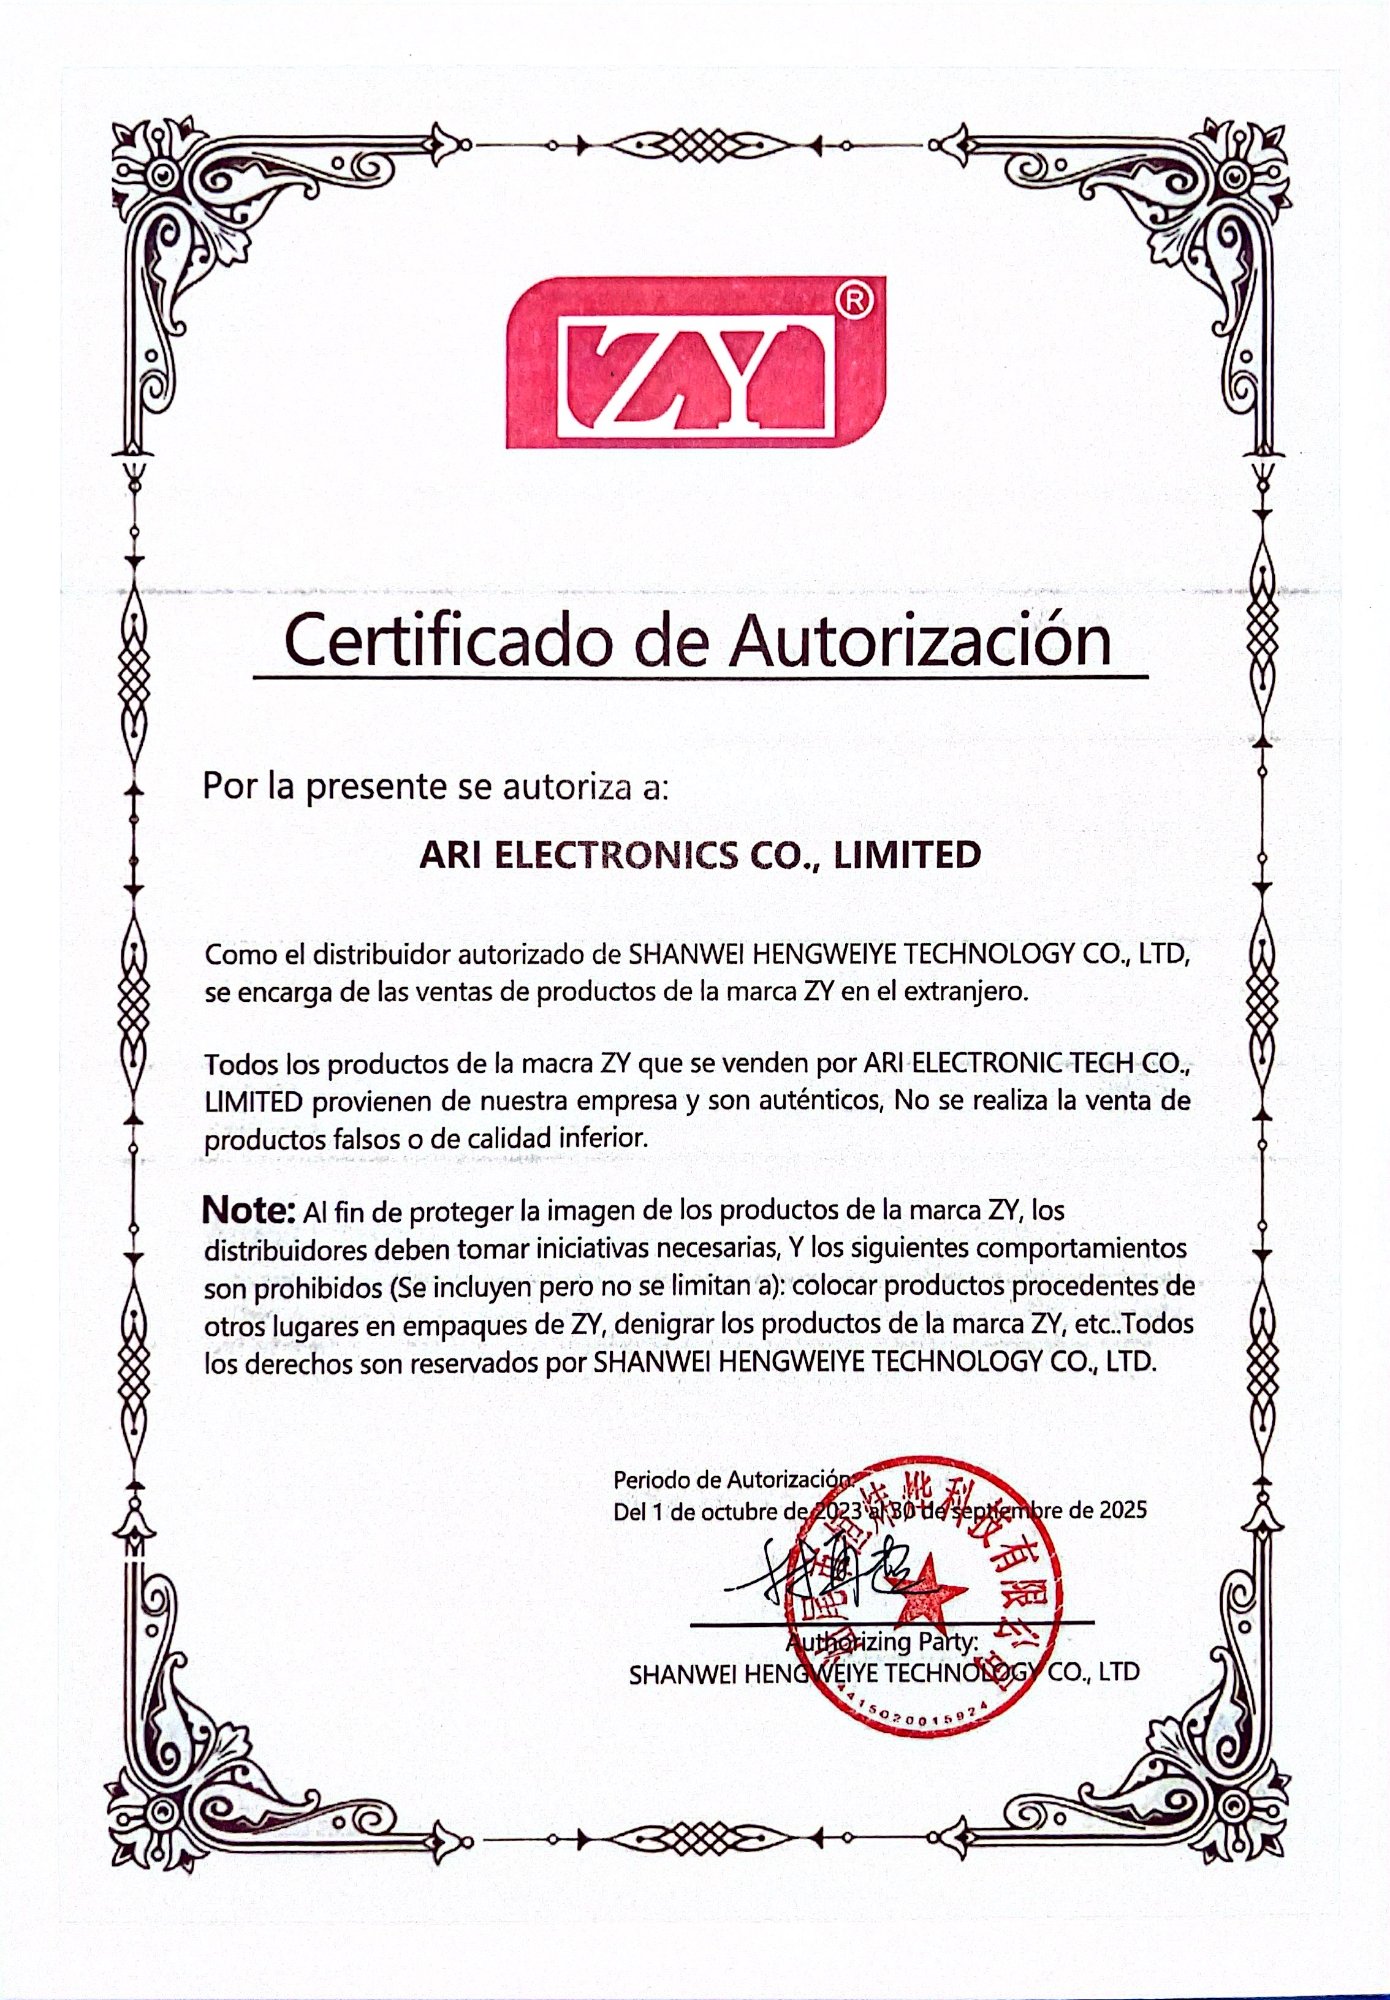 ZY®
Certificado de Autorización
Por la presente se autoriza a:
ARI ELECTRONICS CO., LIMITED
Como el distribuidor autorizado de SHANWEI HENGWEIYE TECHNOLOGY CO., LTD,
se encarga de las ventas de productos de la marca ZY en el extranjero.
Todos los productos de la macra ZY que se venden por ARI ELECTRONIC TECH CO.,
LIMITED provienen de nuestra empresa y son auténticos, No se realiza la venta de
productos falsos o de calidad inferior.
Note: Al fin de proteger la imagen de los productos de la marca ZY, los
distribuidores deben tomar iniciativas necesarias, Y los siguientes comportamientos
son prohibidos (Se incluyen pero no se limitan a): colocar productos procedentes de
otros lugares en empaques de ZY, denigrar los productos de la marca ZY, etc..Todos
los derechos son reservados por SHANWEI HENGWEIYE TECHNOLOGY CO., LTD.
Periodo de Autorización:
Del 1 de octubre de 2023 al 30 de septiembre de 2025
科技有限公司
Authorizing Party:
SHANWEI HENGWEIYE TECHNOLOGY CO., LTD
4415020015924